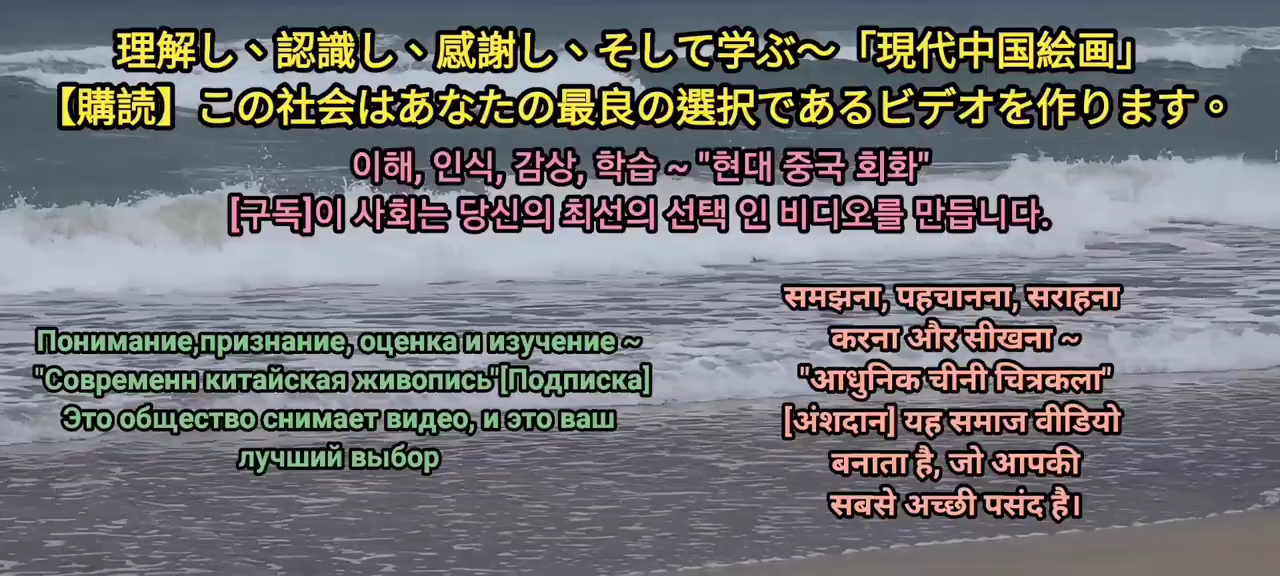 理解し、認識し、感謝し、そして学ぶ～「現代中国絵画」
【購読】この社会はあなたの最良の選択であるビデオを作ります。
이해, 인식, 감상, 학습 ~ "현대 중국 회화"
[구독]이 사회는 당신의 최선의 선택 인 비디오를 만듭니다.
Понимание,признание, оценка и изучение ~
"Современн китайская живопись"[Подписка]
Это общество снимает видео, и это ваш
лучший выбор
समझना, पहचानना, सराहना
करना और सीखना ~
"आधुनिक चीनी चित्रकला"
[अंशदान] यह समाज वीडियो
बनाता है, जो आपकी
सबसे अच्छी पसंद है।